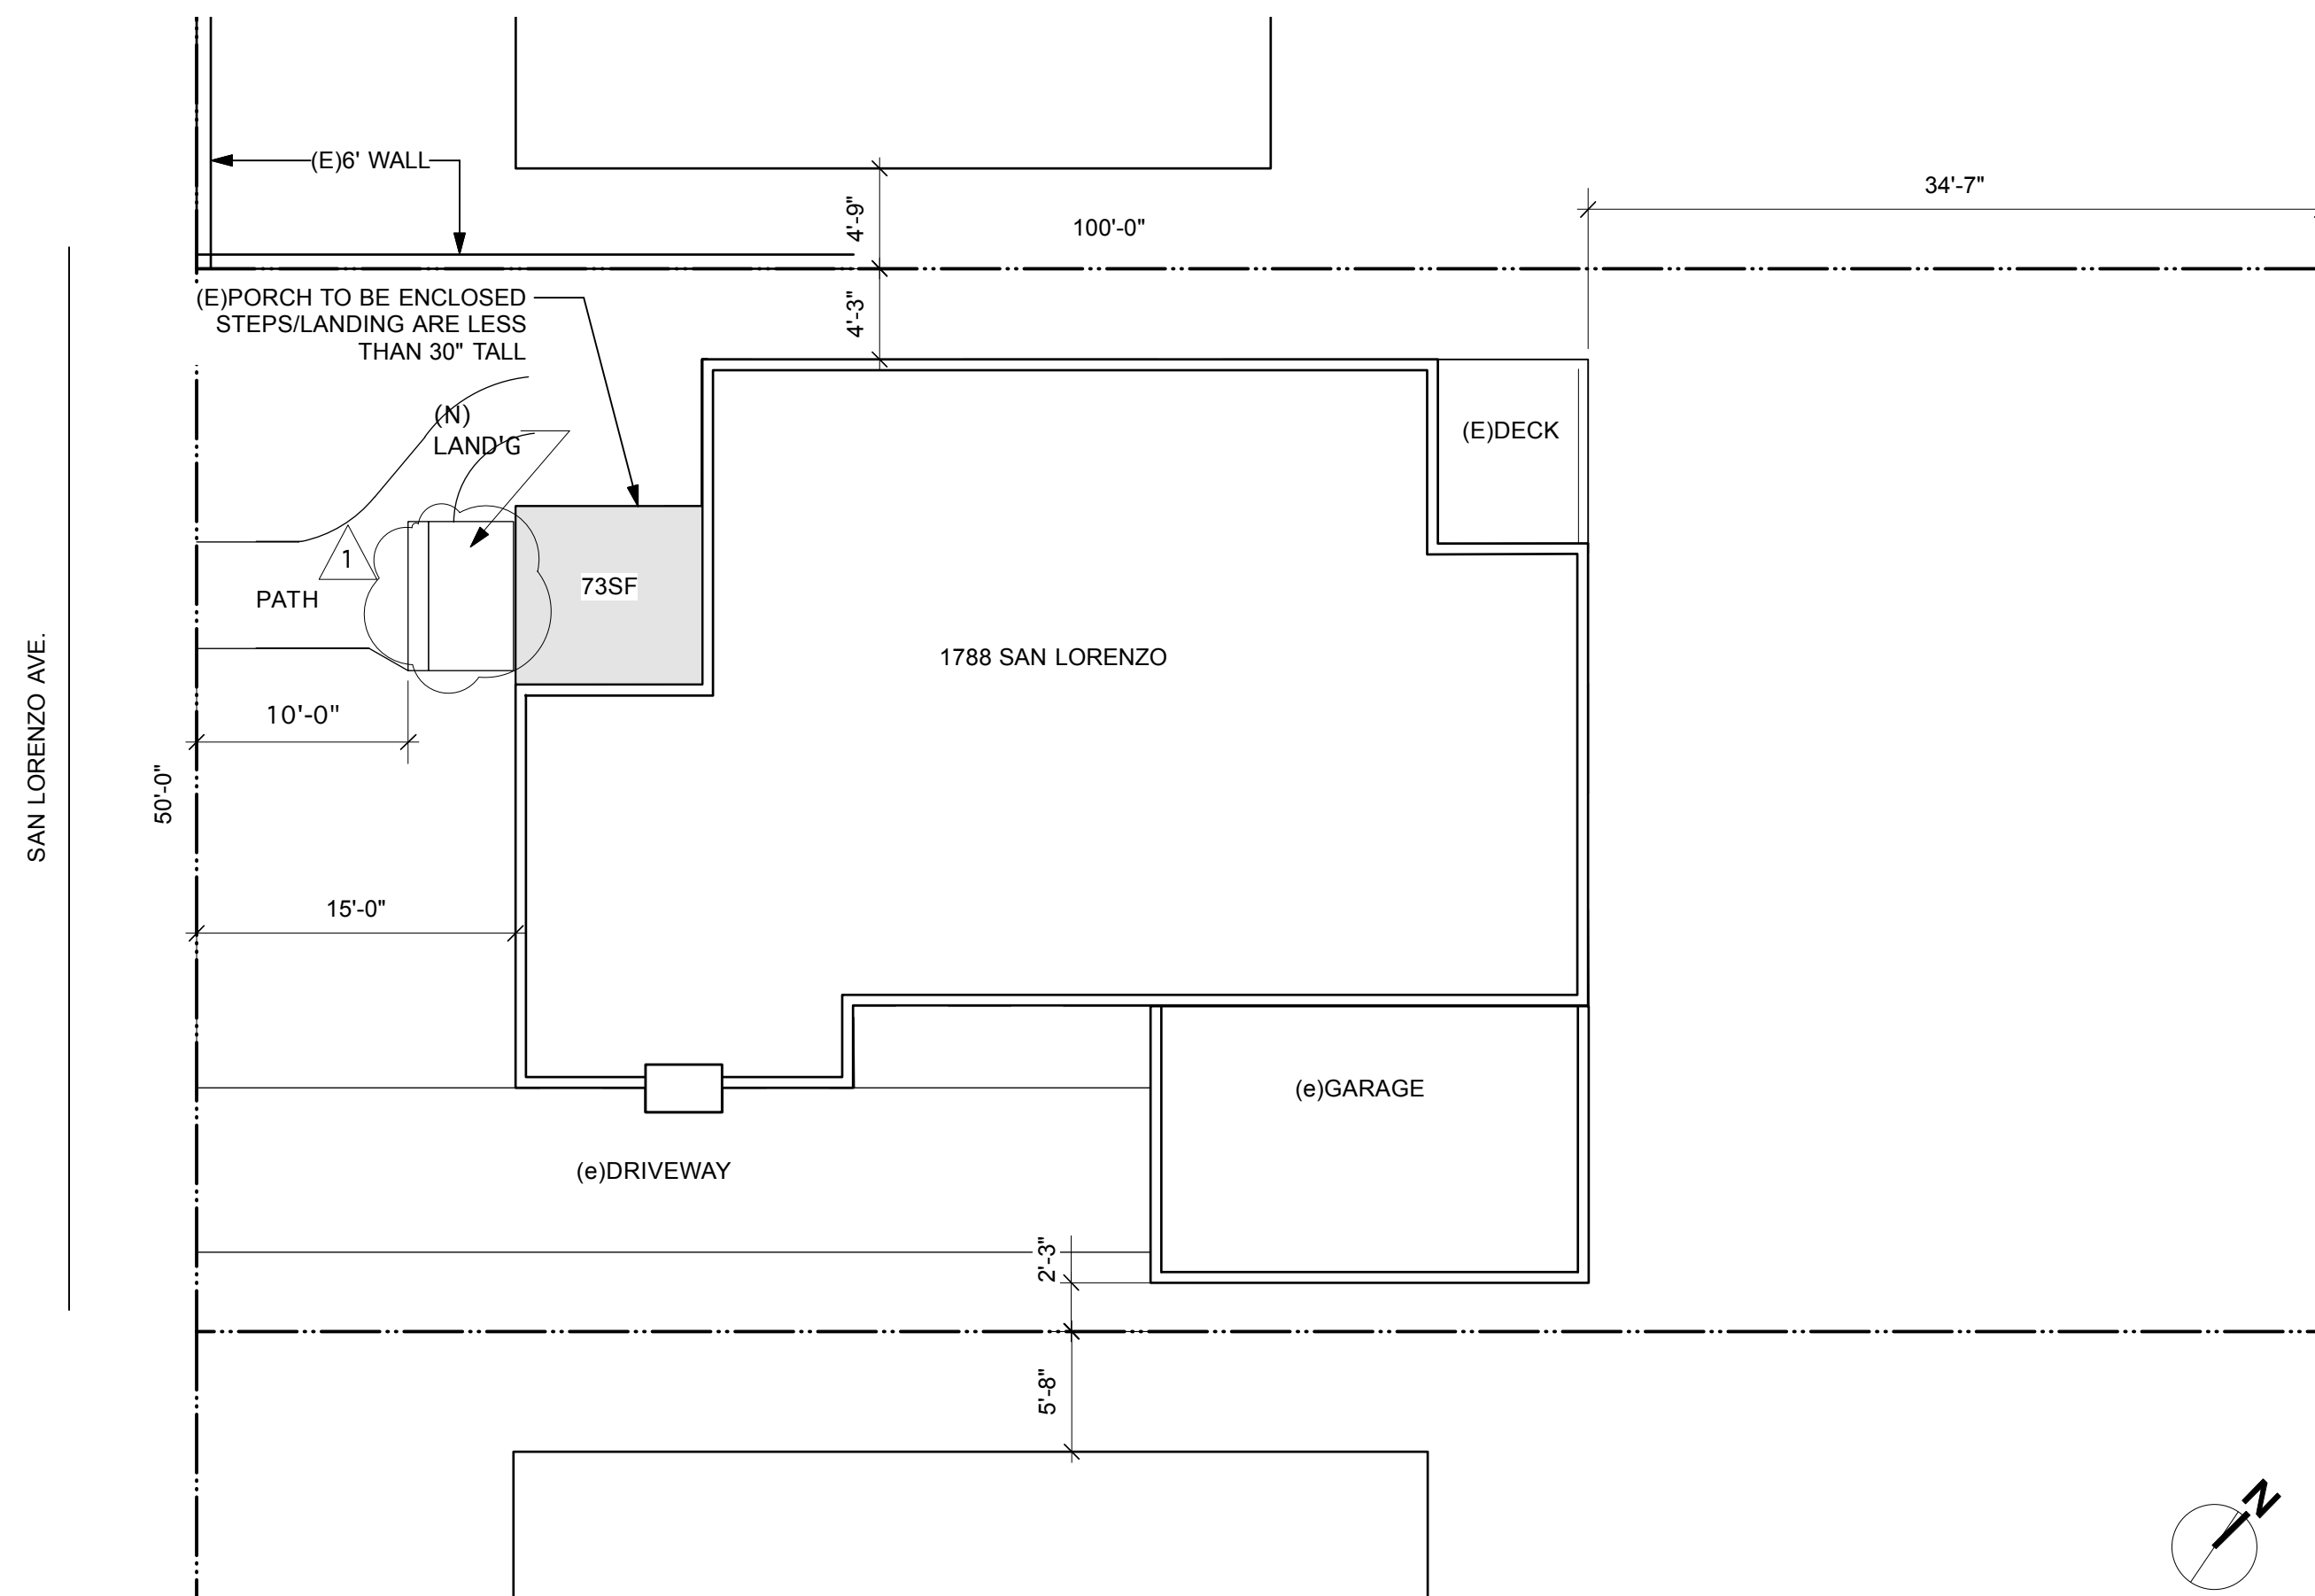 (E)6' WALL
34'-7"
4'-9"
100'-0"
(E)PORCH TO BE ENCLOSED
STEPS/LANDING ARE LESS
THAN 30" TALL
4'-3"
(N)
LAND'G
(E)DECK
1
73SF
PATH
1788 SAN LORENZO
SAN LORENZO AVE.
10'-0"
50'-0"
15'-0"
(e)GARAGE
(e)DRIVEWAY
2'-3"
5'-8"
N